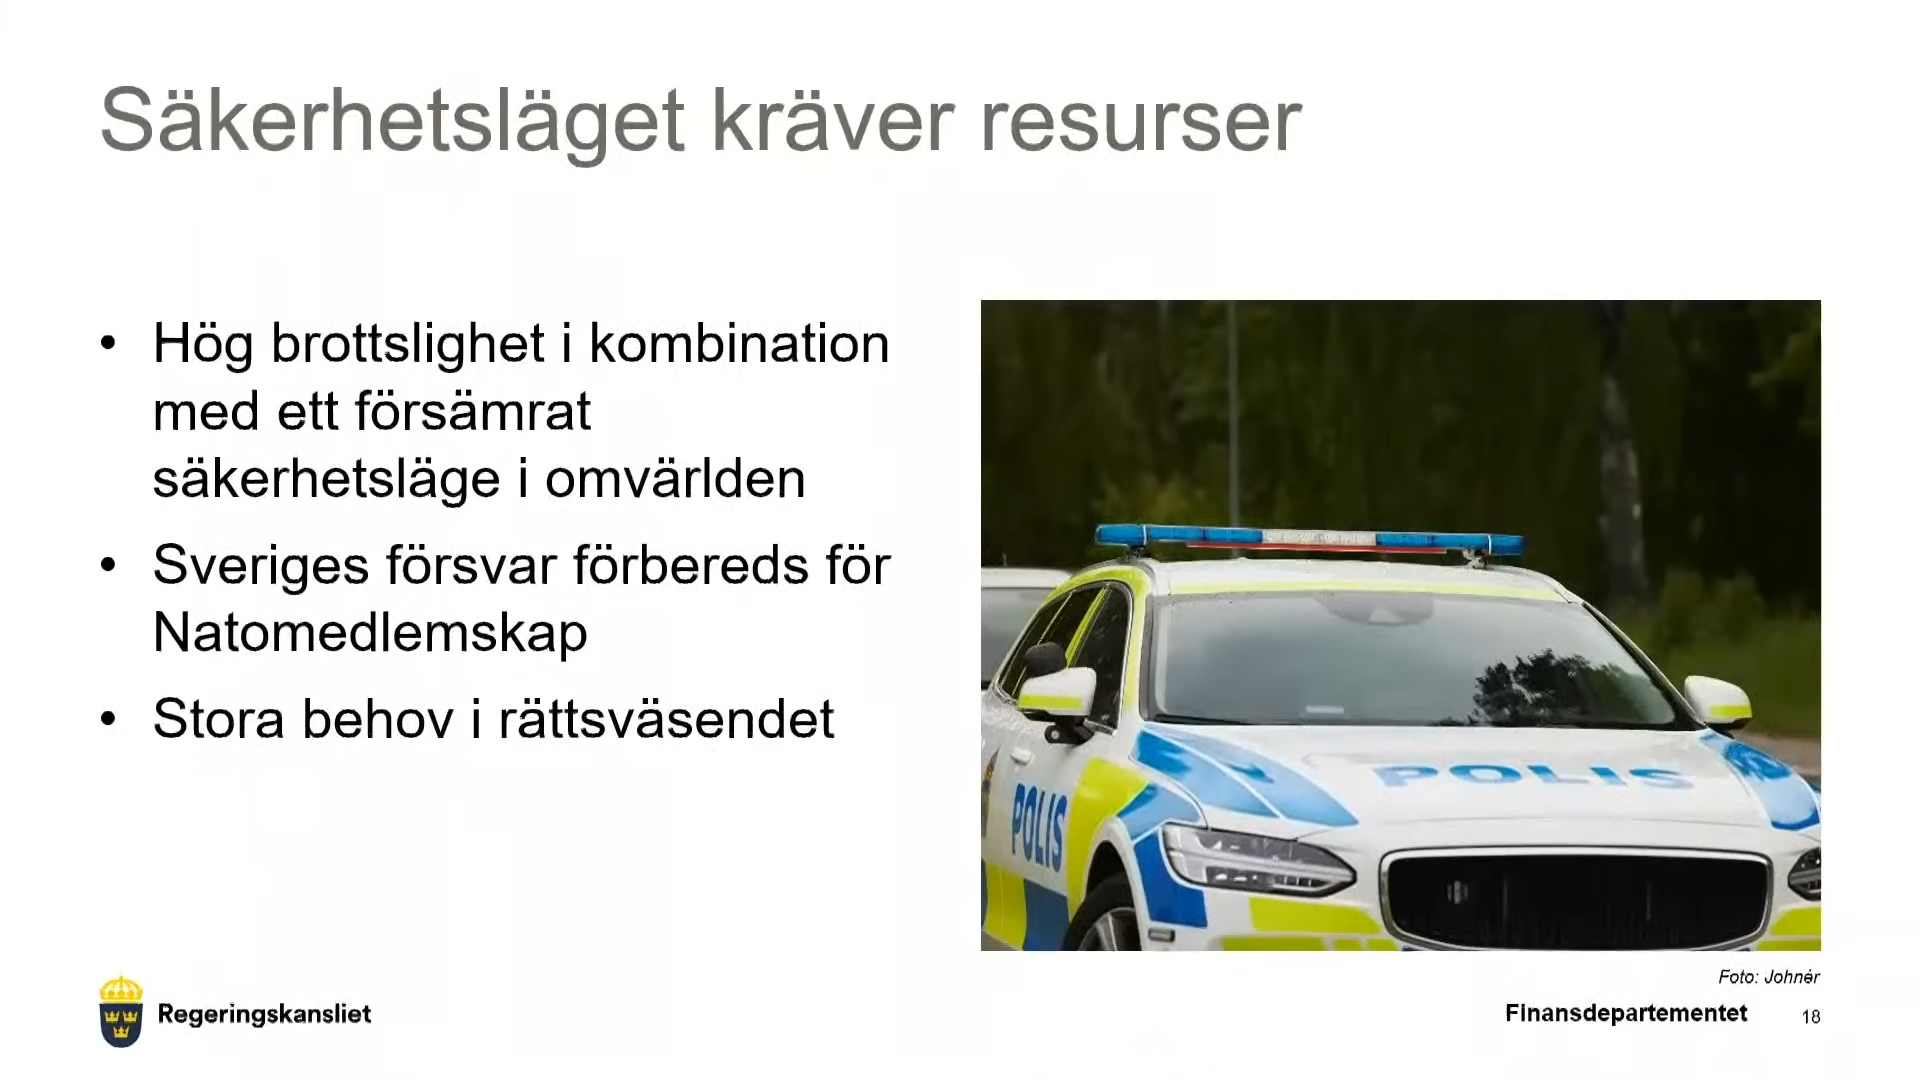 Säkerhetsläget kräver resurser
• Hög brottslighet i kombination
med ett försämrat
säkerhetsläge i omvärlden
• Sveriges försvar förbereds för
Natomedlemskap
• Stora behov i rättsväsendet
POLIS
POLIS
Foto: Johnér
Regeringskansliet
Finansdepartementet 18